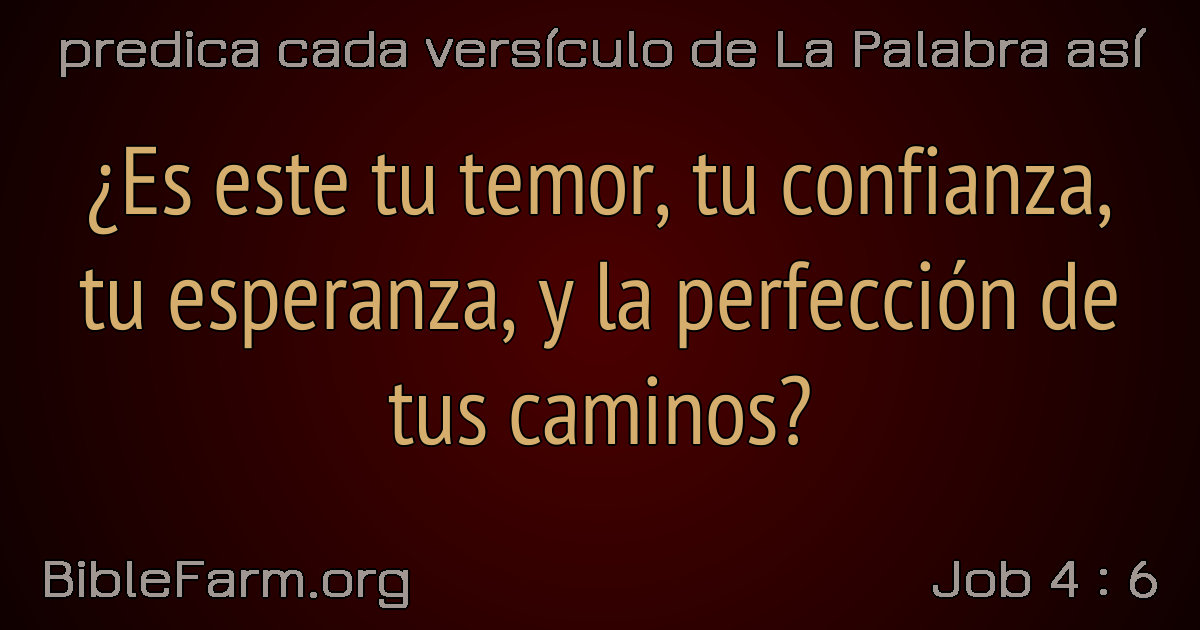 predica cada versículo de La Palabra así
¿Es este tu temor, tu confianza,
tu esperanza, y la perfección de
tus caminos?
BibleFarm.org
Job 4 : 6